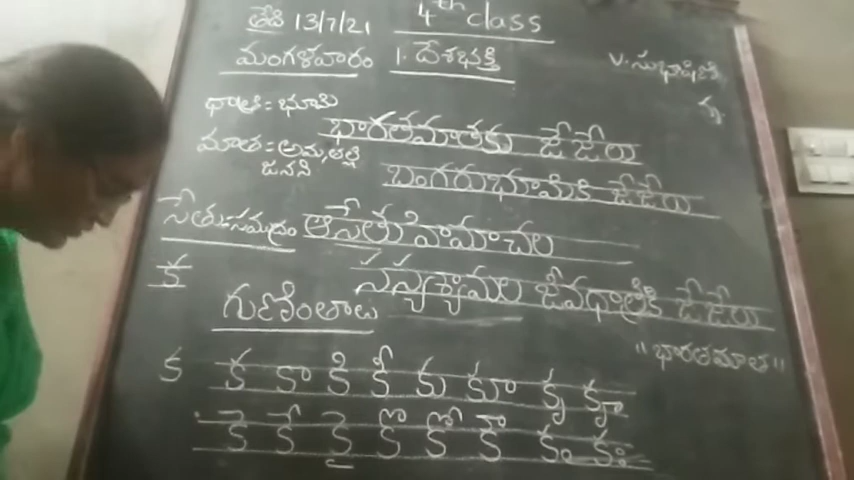 తేది 13/7/21, 4th class
మంగళవారం 1. దేశభక్తి V. సుభాషిణి
ధాత్రి = భూమి
మాత = అమ్మ, తల్లి భారతమాతకు జేజేలు
జనని బంగరుభూమికి జేజేలు
సేతు = సముద్రం ఆసేతు హిమాచల
క సస్యశ్యామల జీవధాత్రికి జేజేలు
గుణింతాలు "భారతమాత"
క క కా కి కీ కు కూ కృ కౄ
కె కే కై కొ కో కౌ కం కః